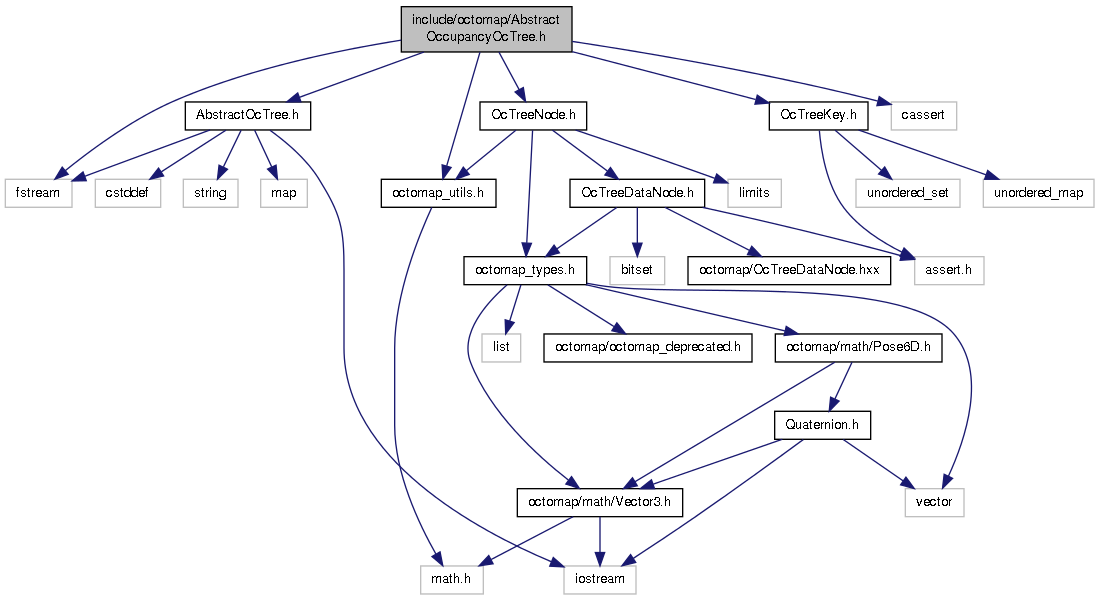 include/octomap/Abstract
OccupancyOcTree.h
AbstractOcTree.h
OcTreeNode.h
OcTreeKey.h
cassert
fstream
cstddef
string
map
octomap_utils.h
OcTreeDataNode.h
limits
unordered_set
unordered_map
octomap_types.h
bitset
octomap/OcTreeDataNode.hxx
assert.h
list
octomap/octomap_deprecated.h
octomap/math/Pose6D.h
Quaternion.h
octomap/math/Vector3.h
vector
math.h
iostream